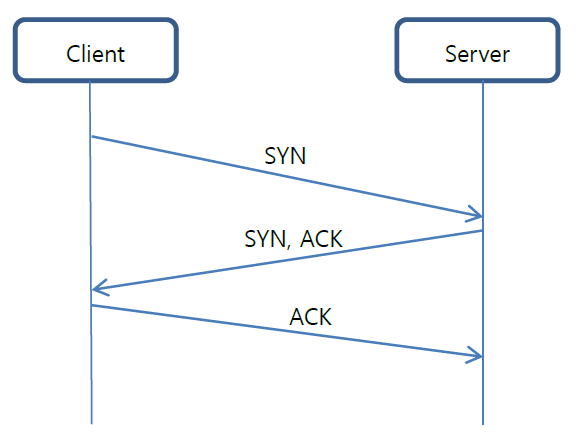 Client
Server
SYN
SYN, ACK
ACK